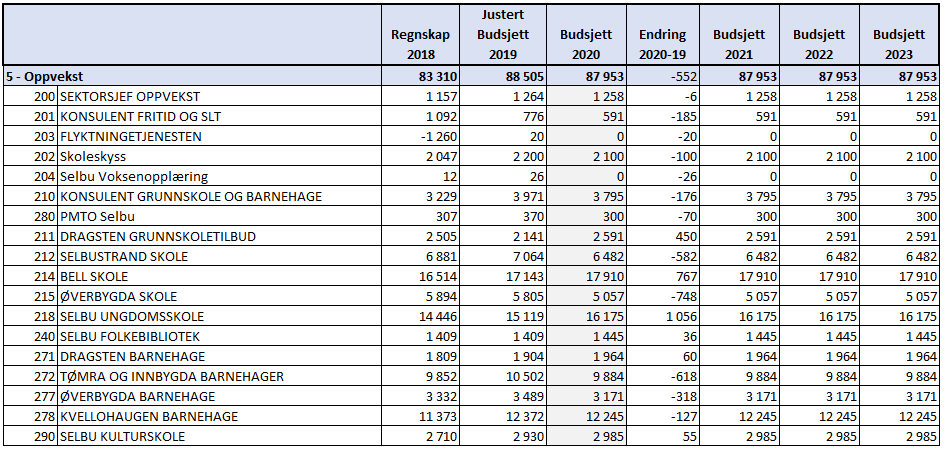 Regnskap 2018 Justert Budsjett 2019 Budsjett 2020 Endring 2020-19 Budsjett 2021 Budsjett 2022 Budsjett 2023
5 - Oppvekst 83 310 88 505 87 953 -552 87 953 87 953 87 953
200 SEKTORSJEF OPPVEKST 1 157 1 264 1 258 -6 1 258 1 258 1 258
201 KONSULENT FRITID OG SLT 1 092 776 591 -185 591 591 591
203 FLYKTNINGETJENESTEN -1 260 20 0 -20 0 0 0
202 Skoleskyss 2 047 2 200 2 100 -100 2 100 2 100 2 100
204 Selbu Voksenopplæring 12 26 0 -26 0 0 0
210 KONSULENT GRUNNSKOLE OG BARNEHAGE 3 229 3 971 3 795 -176 3 795 3 795 3 795
280 PMTO Selbu 307 370 300 -70 300 300 300
211 DRAGSTEN GRUNNSKOLETILBUD 2 505 2 141 2 591 450 2 591 2 591 2 591
212 SELBUSTRAND SKOLE 6 881 7 064 6 482 -582 6 482 6 482 6 482
214 BELL SKOLE 16 514 17 143 17 910 767 17 910 17 910 17 910
215 ØVERBYGDA SKOLE 5 894 5 805 5 057 -748 5 057 5 057 5 057
218 SELBU UNGDOMSSKOLE 14 446 15 119 16 175 1 056 16 175 16 175 16 175
240 SELBU FOLKEBIBLIOTEK 1 409 1 409 1 445 36 1 445 1 445 1 445
271 DRAGSTEN BARNEHAGE 1 809 1 904 1 964 60 1 964 1 964 1 964
272 TØMRA OG INNBYGDA BARNEHAGER 9 852 10 502 9 884 -618 9 884 9 884 9 884
277 ØVERBYGDA BARNEHAGE 3 332 3 489 3 171 -318 3 171 3 171 3 171
278 KVELLOHAUGEN BARNEHAGE 11 373 12 372 12 245 -127 12 245 12 245 12 245
290 SELBU KULTURSKOLE 2 710 2 930 2 985 55 2 985 2 985 2 985